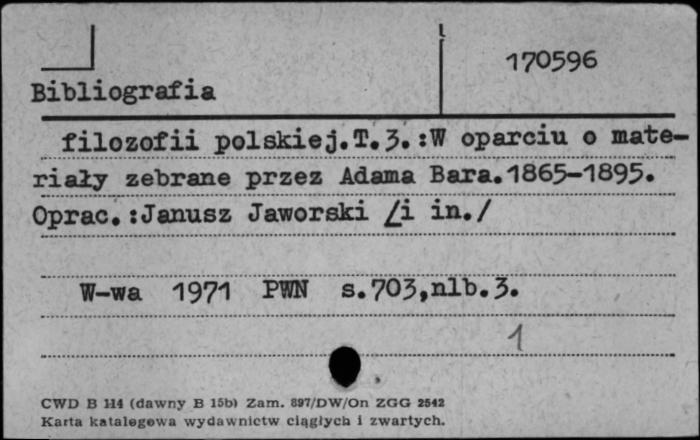 170596
Bibliografia
filozofii polskiej.T.3.:W oparciu o mate-
riały zebrane przez Adama Bara.1865-1895.
Oprac.:Janusz Jaworski /i in./
W-wa 1971 PWN s.703,nlb.3.
1
CWD B 114 (dawny B 15b) Zam. 897/DW/On ZGG 2542
Karta katalogowa wydawnictw ciągłych i zwartych.